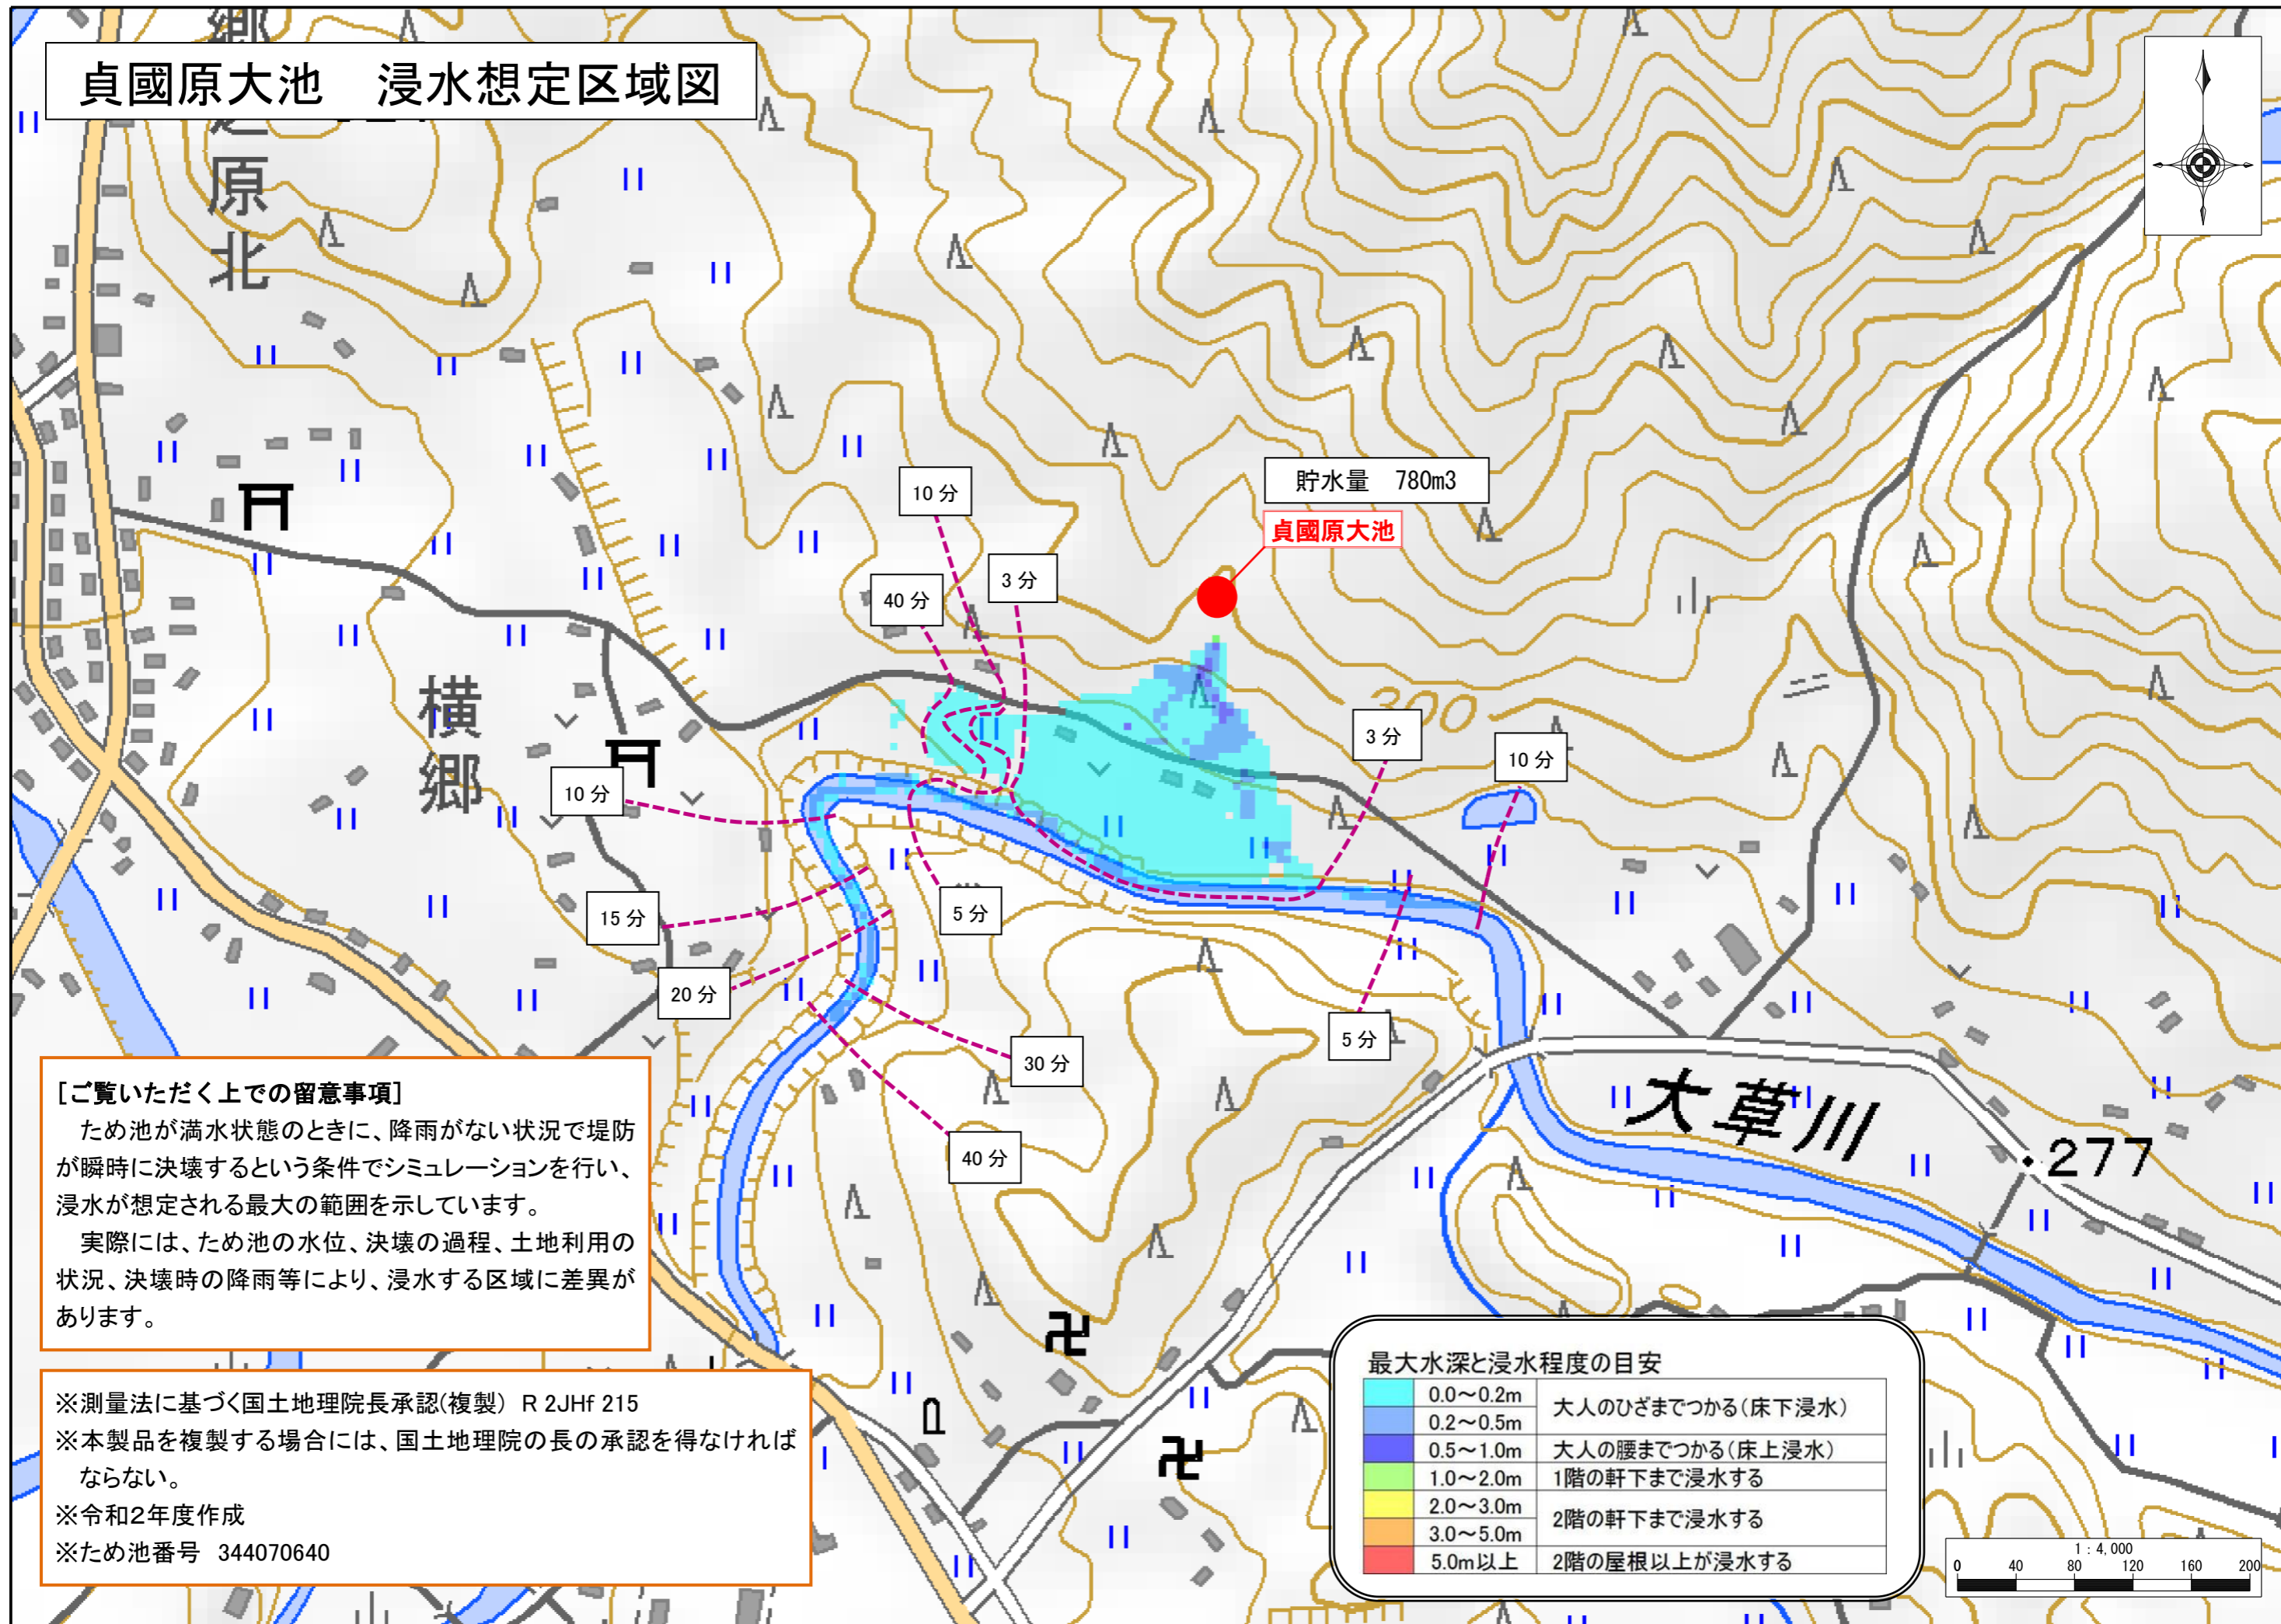 貞國原大池　浸水想定区域図
原北
貯水量　780m3
貞國原大池
10 分
3 分
40 分
300
3 分
10 分
横郷
10 分
15 分
5 分
20 分
5 分
30 分
40 分
大草川
277
[ご覧いただく上での留意事項]
ため池が満水状態のときに、降雨がない状況で堤防
が瞬時に決壊するという条件でシミュレーションを行い、
浸水が想定される最大の範囲を示しています。
実際には、ため池の水位、決壊の過程、土地利用の
状況、決壊時の降雨等により、浸水する区域に差異が
あります。
※測量法に基づく国土地理院長承認(複製)　R 2JHf 215
※本製品を複製する場合には、国土地理院の長の承認を得なければ
ならない。
※令和2年度作成
※ため池番号　344070640
最大水深と浸水程度の目安
0.0～0.2m　大人のひざまでつかる(床下浸水)
0.2～0.5m
0.5～1.0m　大人の腰までつかる(床上浸水)
1.0～2.0m　1階の軒下まで浸水する
2.0～3.0m　2階の軒下まで浸水する
3.0～5.0m
5.0m以上　2階の屋根以上が浸水する
1：4,000
0 40 80 120 160 200